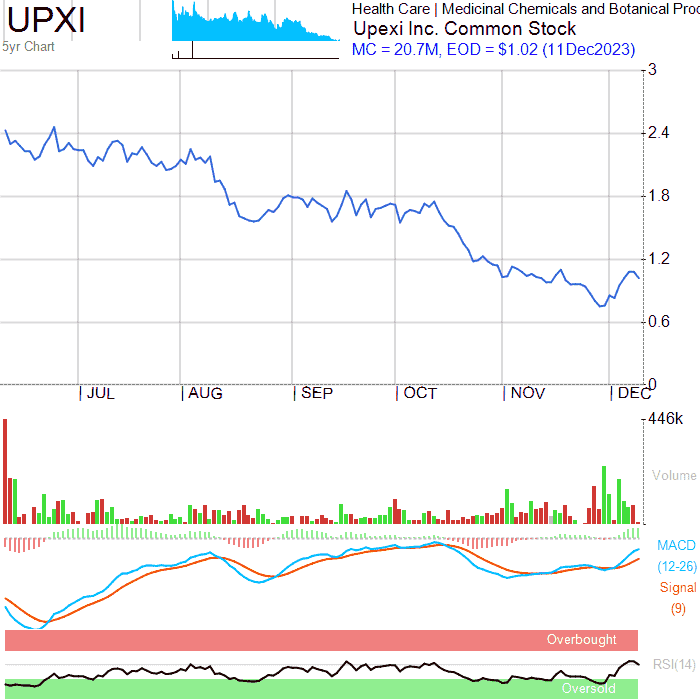 UPXI
5yr Chart
Health Care | Medicinal Chemicals and Botanical Proc
Upexi Inc. Common Stock
MC = 20.7M, EOD = $1.02 (11Dec2023)
3
2.4
1.8
1.2
0.6
0
JUL AUG SEP OCT NOV DEC
446k
Volume
MACD
(12-26)
Signal
(9)
Overbought
RSI(14)
Oversold